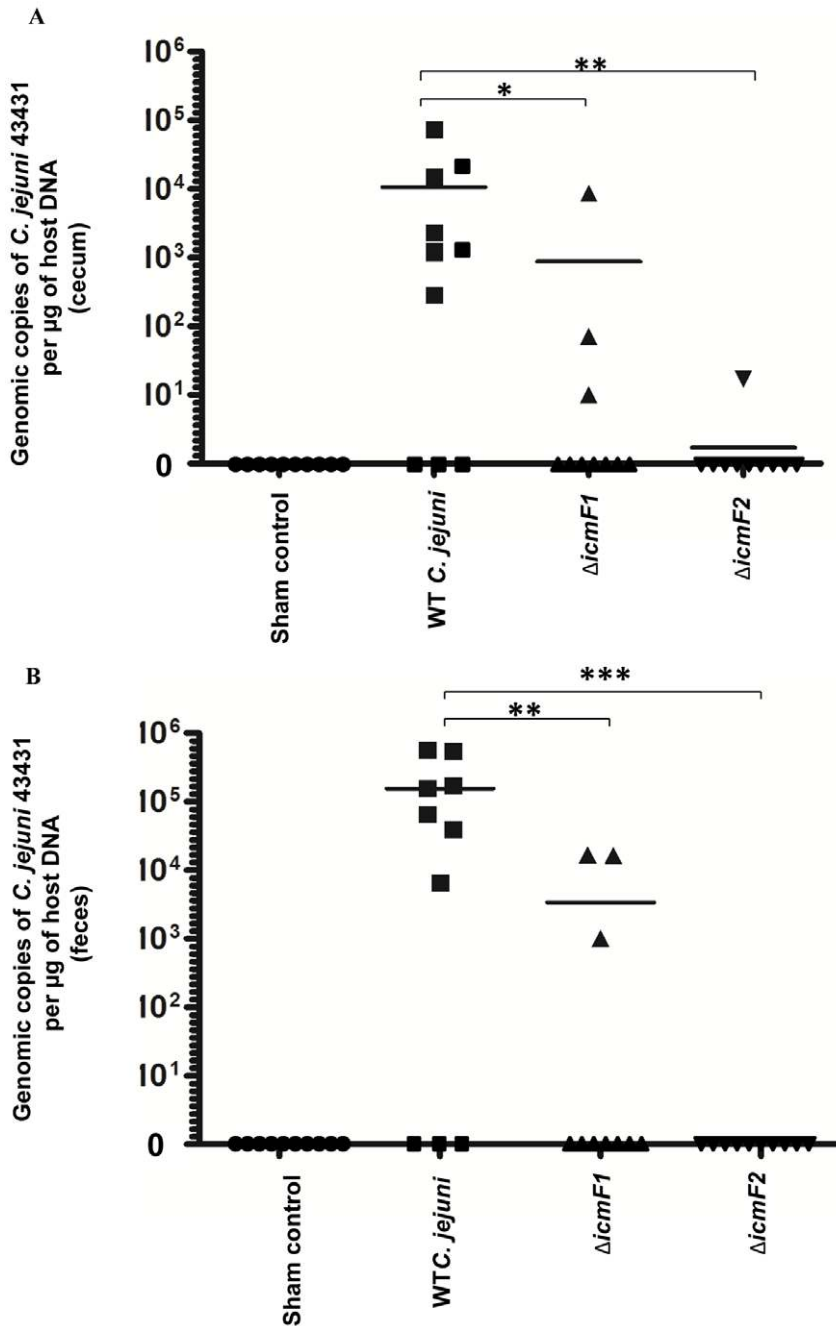 A
Genomic copies of C. jejuni 43431
per µg of host DNA
(cecum)
10⁶
10⁵
10⁴
10³
10²
10¹
0
**
*
Sham control
WT C. jejuni
ΔicmF1
ΔicmF2
B
Genomic copies of C. jejuni 43431
per µg of host DNA
(feces)
10⁶
10⁵
10⁴
10³
10²
10¹
0
***
**
Sham control
WTC. jejuni
ΔicmF1
ΔicmF2